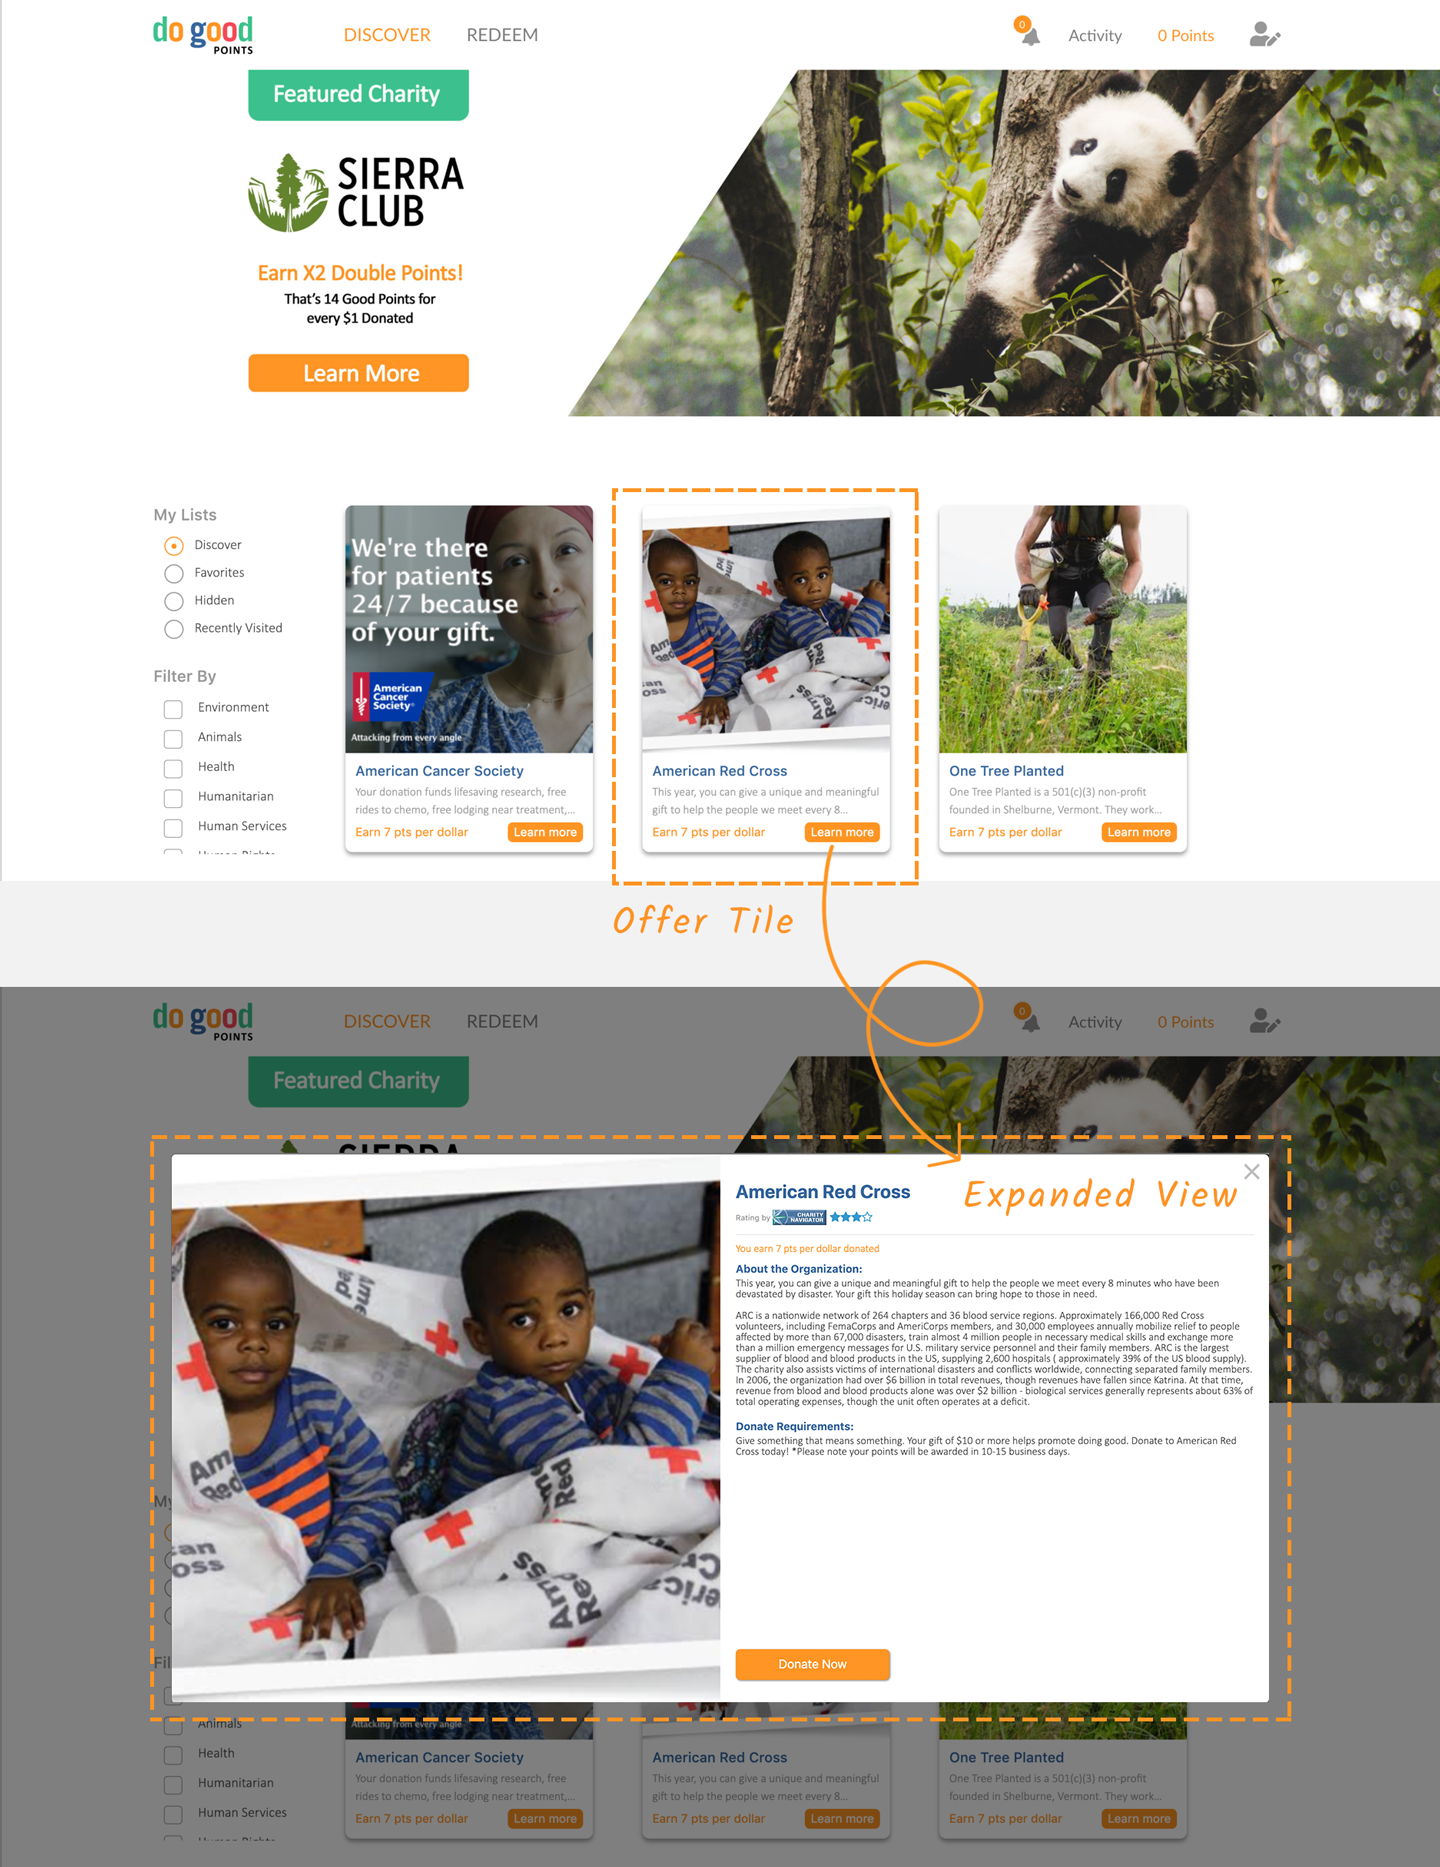 do good
POINTS
DISCOVER
REDEEM
0
Activity
0 Points
Featured Charity
SIERRA
CLUB
Earn X2 Double Points!
That's 14 Good Points for
every $1 Donated
Learn More
My Lists
Discover
Favorites
Hidden
Recently Visited
Filter By
Environment
Animals
Health
Humanitarian
Human Services
Human Rights
We're there
for patients
24/7 because
of your gift.
American
Cancer
Society®
Attacking from every angle
American Cancer Society
Your donation funds lifesaving research, free
rides to chemo, free lodging near treatment,...
Earn 7 pts per dollar
Learn more
American Red Cross
This year, you can give a unique and meaningful
gift to help the people we meet every 8...
Earn 7 pts per dollar
Learn more
One Tree Planted
One Tree Planted is a 501(c)(3) non-profit
founded in Shelburne, Vermont. They work...
Earn 7 pts per dollar
Learn more
Offer Tile
do good
POINTS
DISCOVER
REDEEM
0
Activity
0 Points
Featured Charity
SIERRA
Expanded View
American Red Cross
Rating by
CHARITY
NAVIGATOR
You earn 7 pts per dollar donated
About the Organization:
This year, you can give a unique and meaningful gift to help the people we meet every 8 minutes who have been
devastated by disaster. Your gift this holiday season can bring hope to those in need.
ARC is a nationwide network of 264 chapters and 36 blood service regions. Approximately 166,000 Red Cross
volunteers, including FemaCorps and AmeriCorps members, and 30,000 employees annually mobilize relief to people
affected by more than 67,000 disasters, train almost 4 million people in necessary medical skills and exchange more
than a million emergency messages for U.S. military service personnel and their family members. ARC is the largest
supplier of blood and blood products in the US, supplying 2,600 hospitals ( approximately 39% of the US blood supply).
The charity also assists victims of international disasters and conflicts worldwide, connecting separated family members.
In 2006, the organization had over $6 billion in total revenues, though revenues have fallen since Katrina. At that time,
revenue from blood and blood products alone was over $2 billion - biological services generally represents about 63% of
total operating expenses, though the unit often operates at a deficit.
Donate Requirements:
Give something that means something. Your gift of $10 or more helps promote doing good. Donate to American Red
Cross today! *Please note your points will be awarded in 10-15 business days.
Donate Now
My
Fil
Animals
Health
Humanitarian
Human Services
Human Rights
Attacking from every angle
American Cancer Society
Your donation funds lifesaving research, free
rides to chemo, free lodging near treatment,...
Earn 7 pts per dollar
Learn more
American Red Cross
This year, you can give a unique and meaningful
gift to help the people we meet every 8...
Earn 7 pts per dollar
Learn more
One Tree Planted
One Tree Planted is a 501(c)(3) non-profit
founded in Shelburne, Vermont. They work...
Earn 7 pts per dollar
Learn more